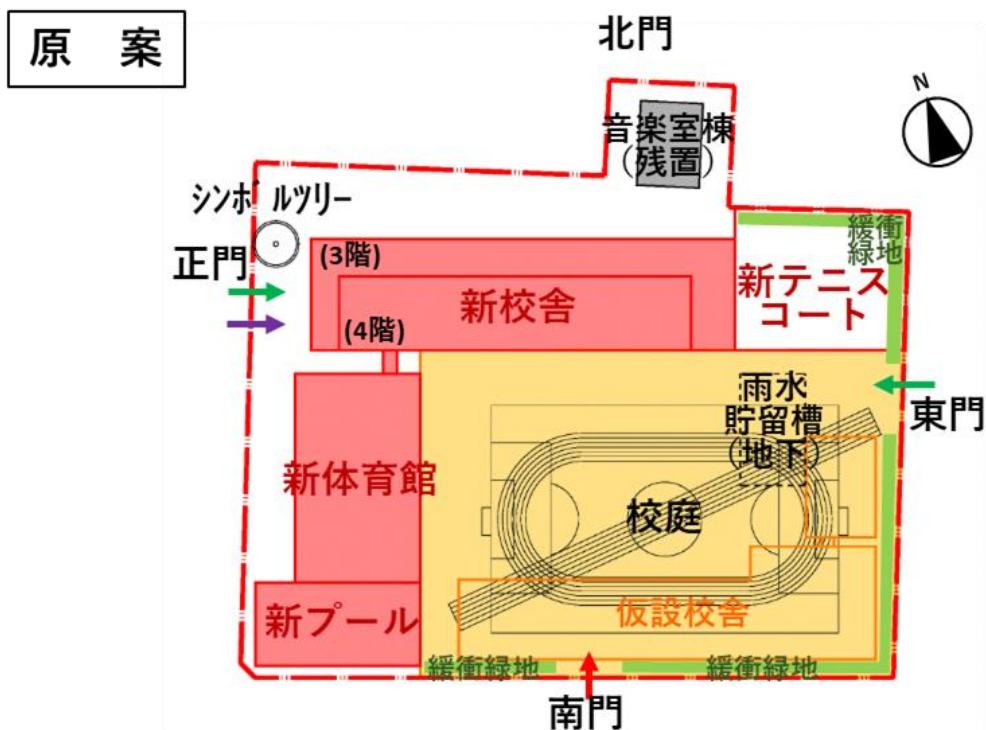 原 案
北門
N
音楽室棟
(残置)
シンボルツリー
正門
(3階)
新校舎
(4階)
緩衝
緑地
新テニス
コート
雨水
貯留槽
(地下)
東門
新体育館
校庭
仮設校舎
新プール
緩衝緑地
緩衝緑地
南門